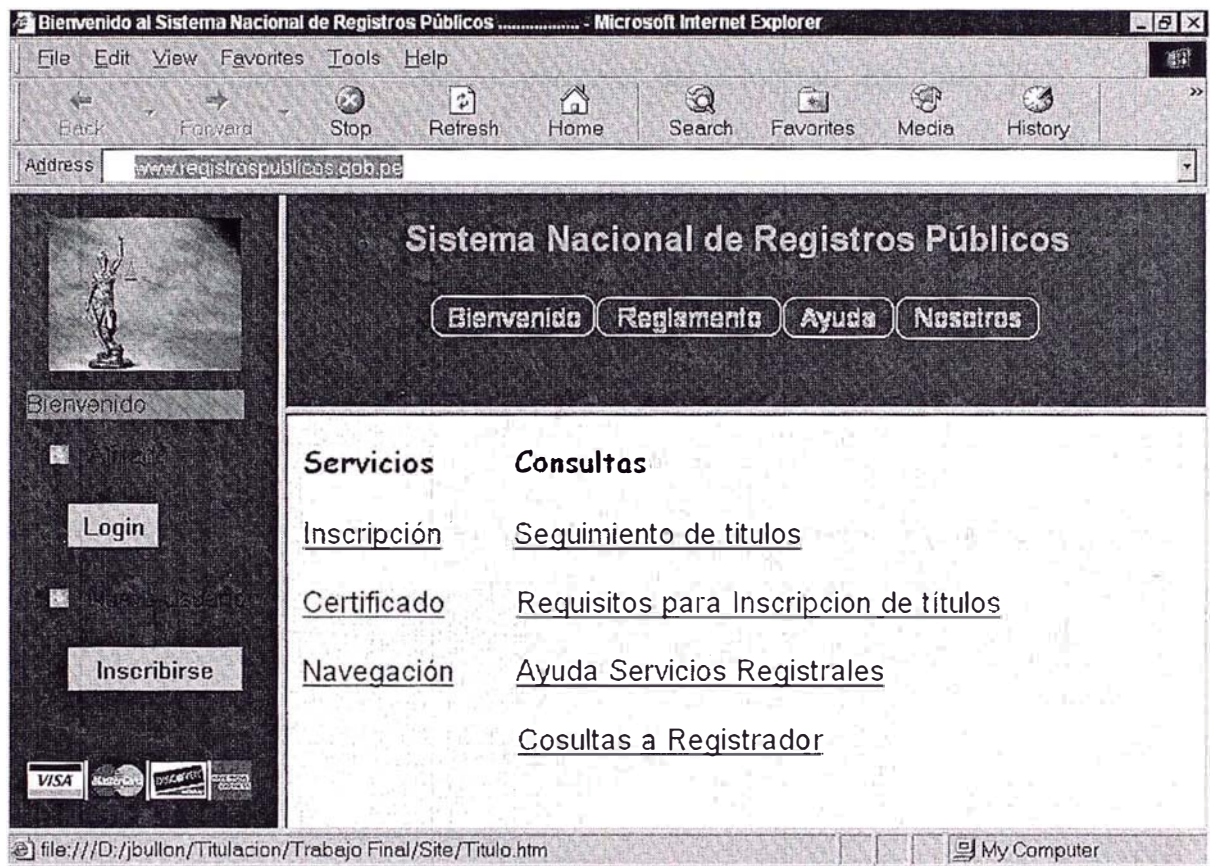 Bienvenido al Sistema Nacional de Registros Públicos ................. - Microsoft Internet Explorer
File Edit View Favorites Tools Help
Back Forward Stop Refresh Home Search Favorites Media History »
Address www.registrospublicos.gob.pe
Sistema Nacional de Registros Públicos
Bienvenido Reglamento Ayuda Nosotros
Bienvenido
Login
Inscribirse
VISA MasterCard DISCOVER
Servicios Consultas
Inscripción Seguimiento de titulos
Certificado Requisitos para Inscripcion de títulos
Navegación Ayuda Servicios Registrales
Cosultas a Registrador
file:///D:/jbullon/Titulacion/Trabajo Final/Site/Titulo.htm My Computer